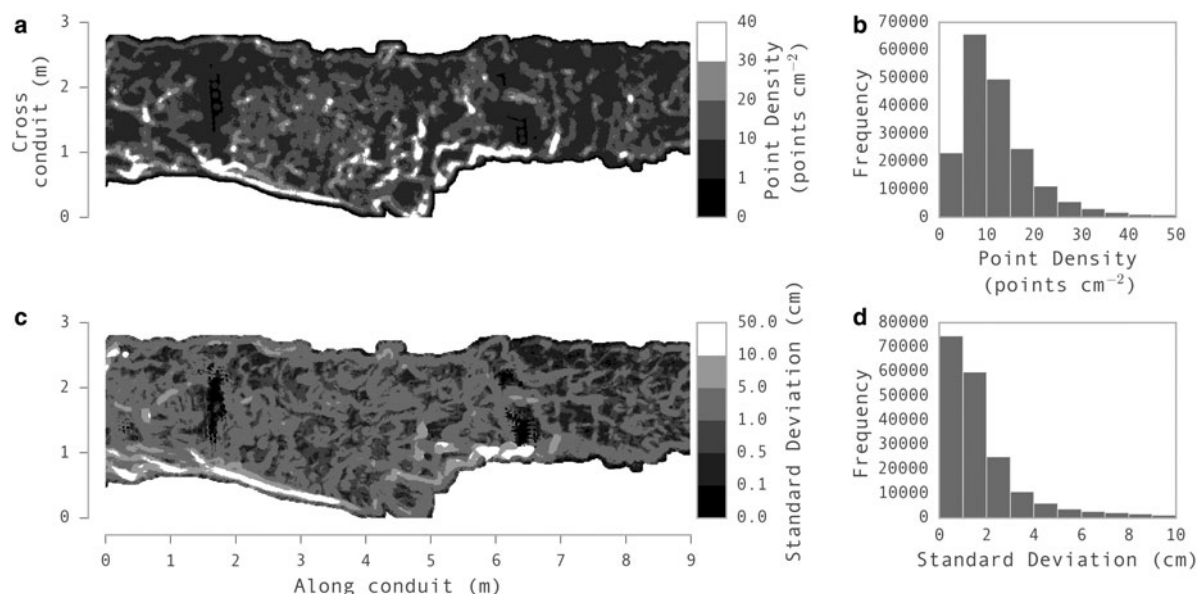 a
3
2
1
0
Cross
conduit (m)
40
30
20
10
1
0
Point Density
(points cm⁻²)
b
70000
60000
50000
40000
30000
20000
10000
0
Frequency
0 10 20 30 40 50
Point Density
(points cm⁻²)
c
3
2
1
0
0 1 2 3 4 5 6 7 8 9
Along conduit (m)
50.0
10.0
5.0
1.0
0.5
0.1
0.0
Standard Deviation (cm)
d
80000
70000
60000
50000
40000
30000
20000
10000
0
Frequency
0 2 4 6 8 10
Standard Deviation (cm)